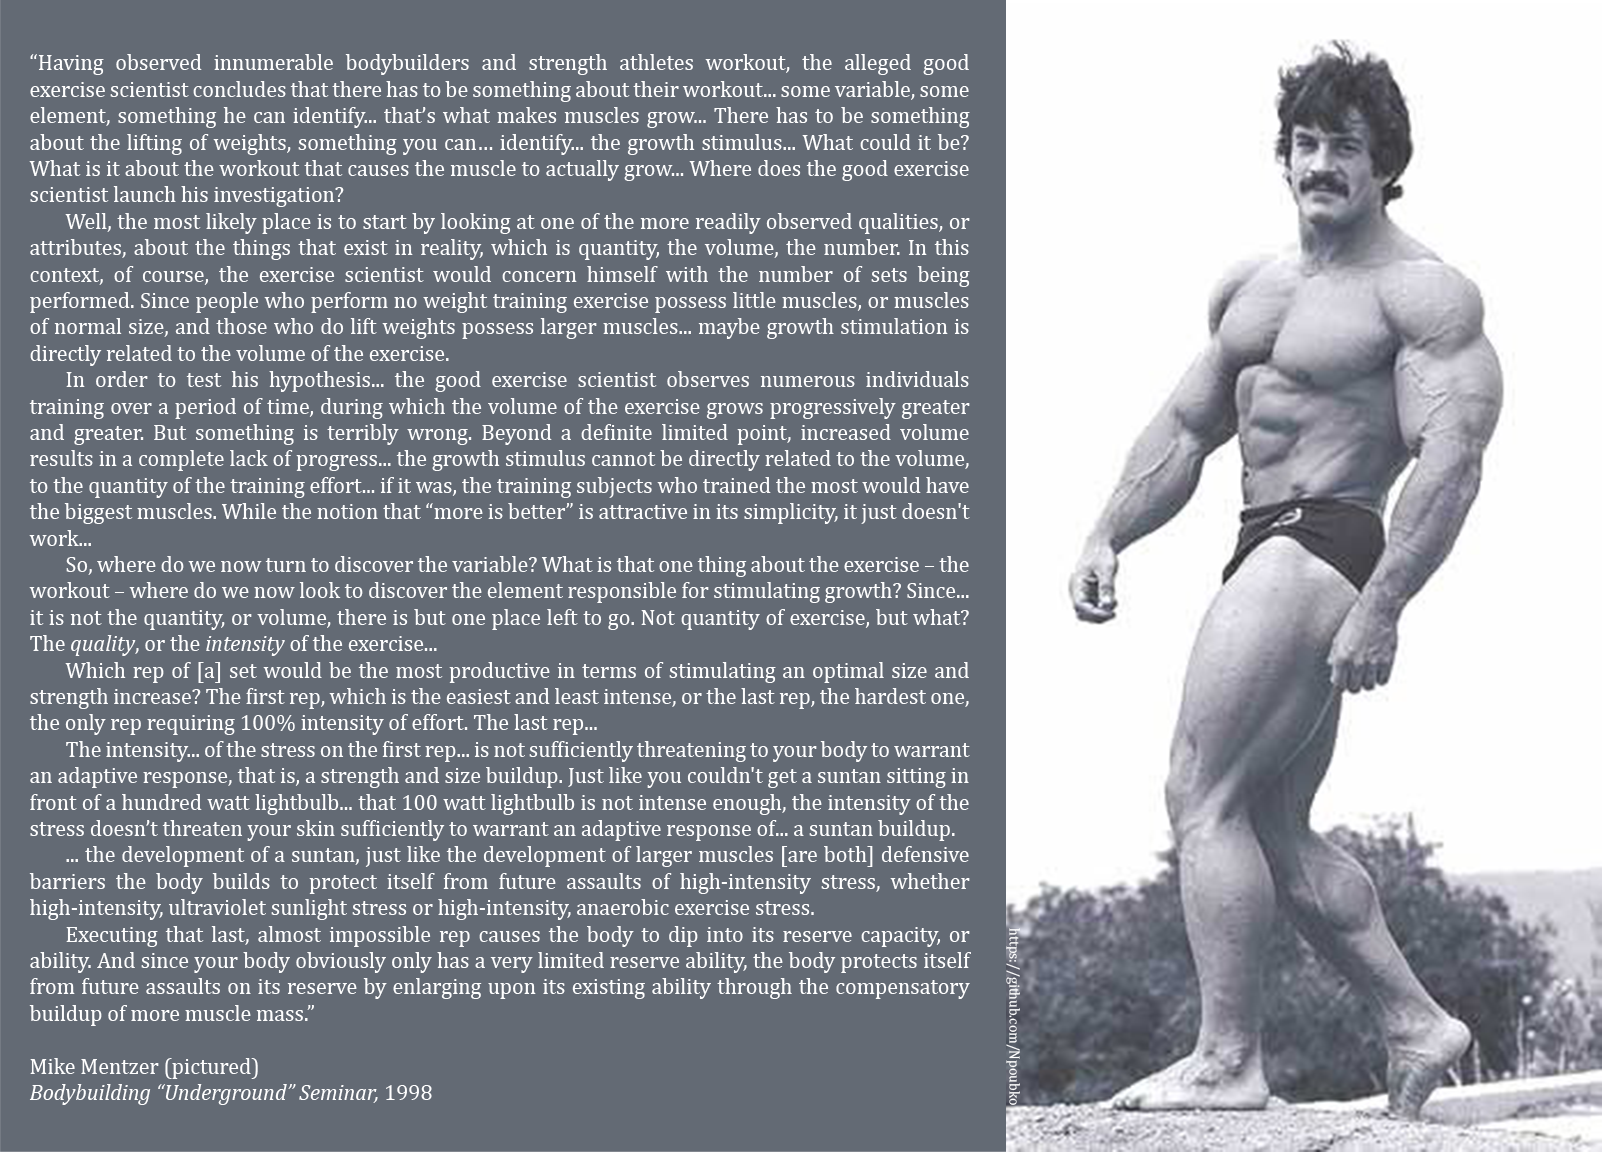 “Having observed innumerable bodybuilders and strength athletes workout, the alleged good
exercise scientist concludes that there has to be something about their workout... some variable, some
element, something he can identify... that’s what makes muscles grow... There has to be something
about the lifting of weights, something you can... identify... the growth stimulus... What could it be?
What is it about the workout that causes the muscle to actually grow... Where does the good exercise
scientist launch his investigation?
Well, the most likely place is to start by looking at one of the more readily observed qualities, or
attributes, about the things that exist in reality, which is quantity, the volume, the number. In this
context, of course, the exercise scientist would concern himself with the number of sets being
performed. Since people who perform no weight training exercise possess little muscles, or muscles
of normal size, and those who do lift weights possess larger muscles... maybe growth stimulation is
directly related to the volume of the exercise.
In order to test his hypothesis... the good exercise scientist observes numerous individuals
training over a period of time, during which the volume of the exercise grows progressively greater
and greater. But something is terribly wrong. Beyond a definite limited point, increased volume
results in a complete lack of progress... the growth stimulus cannot be directly related to the volume,
to the quantity of the training effort... if it was, the training subjects who trained the most would have
the biggest muscles. While the notion that “more is better” is attractive in its simplicity, it just doesn't
work...
So, where do we now turn to discover the variable? What is that one thing about the exercise – the
workout – where do we now look to discover the element responsible for stimulating growth? Since...
it is not the quantity, or volume, there is but one place left to go. Not quantity of exercise, but what?
The quality, or the intensity of the exercise...
Which rep of [a] set would be the most productive in terms of stimulating an optimal size and
strength increase? The first rep, which is the easiest and least intense, or the last rep, the hardest one,
the only rep requiring 100% intensity of effort. The last rep...
The intensity... of the stress on the first rep... is not sufficiently threatening to your body to warrant
an adaptive response, that is, a strength and size buildup. Just like you couldn't get a suntan sitting in
front of a hundred watt lightbulb... that 100 watt lightbulb is not intense enough, the intensity of the
stress doesn’t threaten your skin sufficiently to warrant an adaptive response of... a suntan buildup.
... the development of a suntan, just like the development of larger muscles [are both] defensive
barriers the body builds to protect itself from future assaults of high-intensity stress, whether
high-intensity, ultraviolet sunlight stress or high-intensity, anaerobic exercise stress.
Executing that last, almost impossible rep causes the body to dip into its reserve capacity, or
ability. And since your body obviously only has a very limited reserve ability, the body protects itself
from future assaults on its reserve by enlarging upon its existing ability through the compensatory
buildup of more muscle mass.”
Mike Mentzer (pictured)
Bodybuilding “Underground” Seminar, 1998
https://github.com/Npoubko